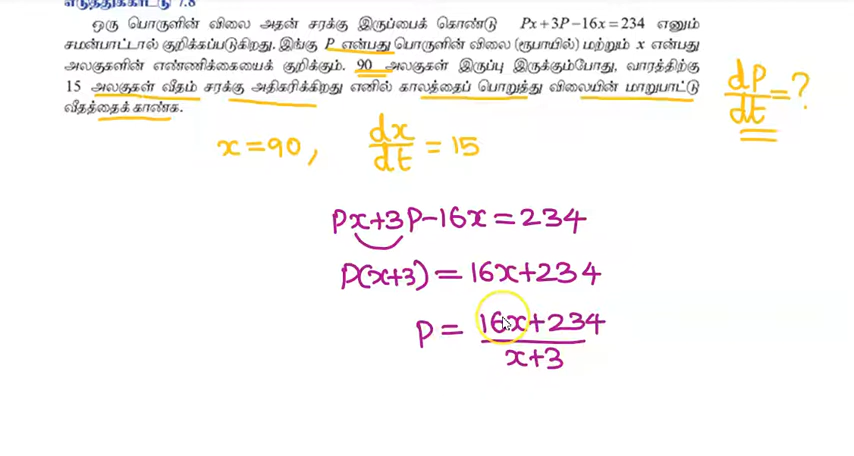 எடுத்துக்காட்டு 7.8
ஒரு பொருளின் விலை அதன் சரக்கு இருப்பைக் கொண்டு Px + 3P − 16x = 234 எனும்
சமன்பாட்டால் குறிக்கப்படுகிறது. இங்கு P என்பது பொருளின் விலை (ரூபாயில்) மற்றும் x என்பது
அலகுகளின் எண்ணிக்கையைக் குறிக்கும். 90 அலகுகள் இருப்பு இருக்கும்போது, வாரத்திற்கு
15 அலகுகள் வீதம் சரக்கு அதிகரிக்கிறது எனில் காலத்தைப் பொறுத்து விலையின் மாறுபாட்டு
வீதத்தைக் காண்க.
dP/dt = ?
x = 90, dx/dt = 15
Px+3P−16x = 234
P(x+3) = 16x+234
P = 16x+234 / x+3